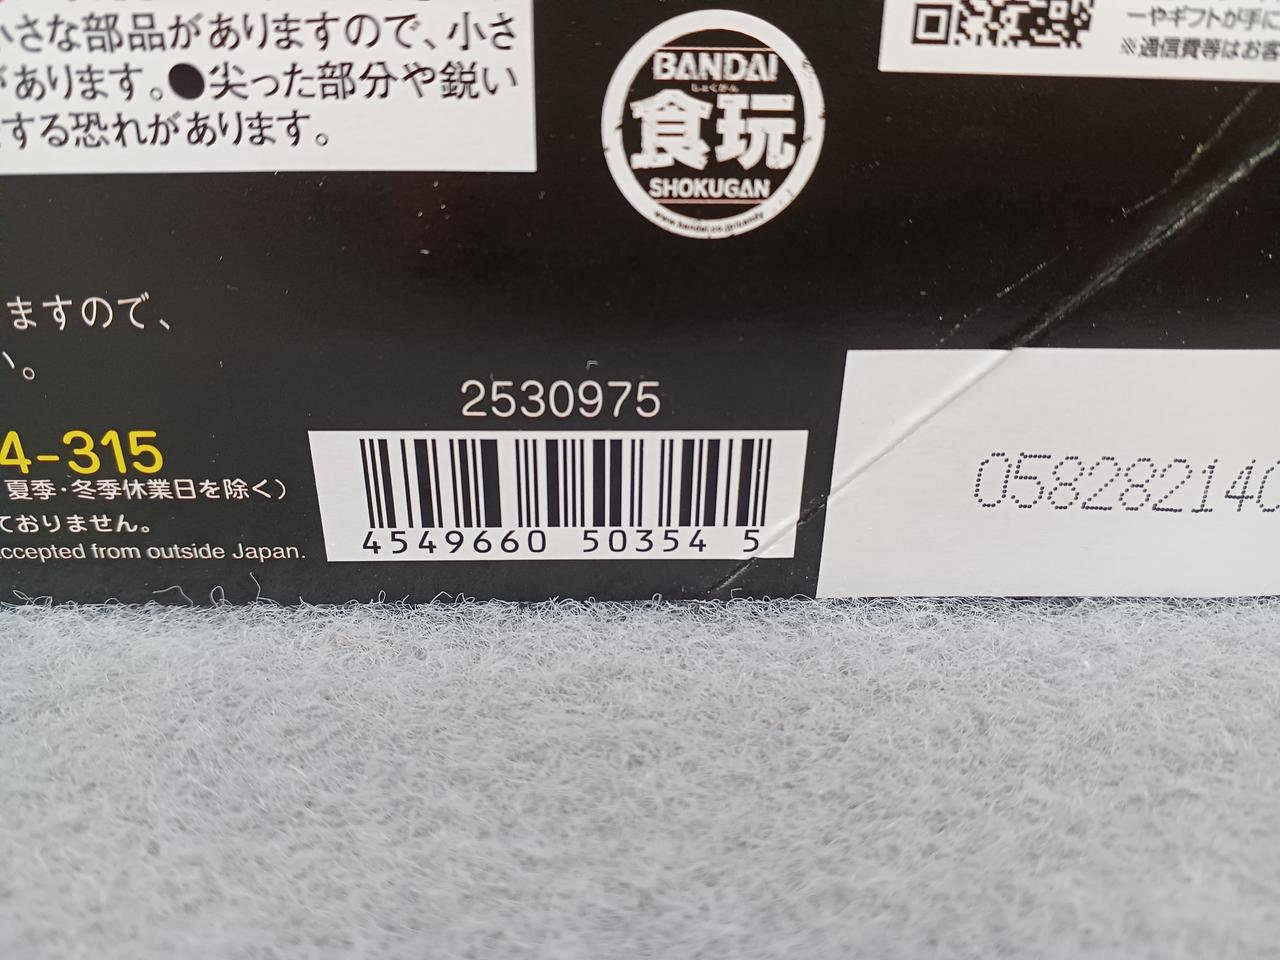 小さな部品がありますので、小さ
があります。●尖った部分や鋭い
する恐れがあります。
BANDAI
しょくがん
食玩
SHOKUGAN
www.bandai.co.jp/candy
ーやギフトが手に
※通信費等はお客
ますので、
い。
2530975
4-315
夏季・冬季休業日を除く）
ておりません。
accepted from outside Japan.
4549660 50354 5
058282140